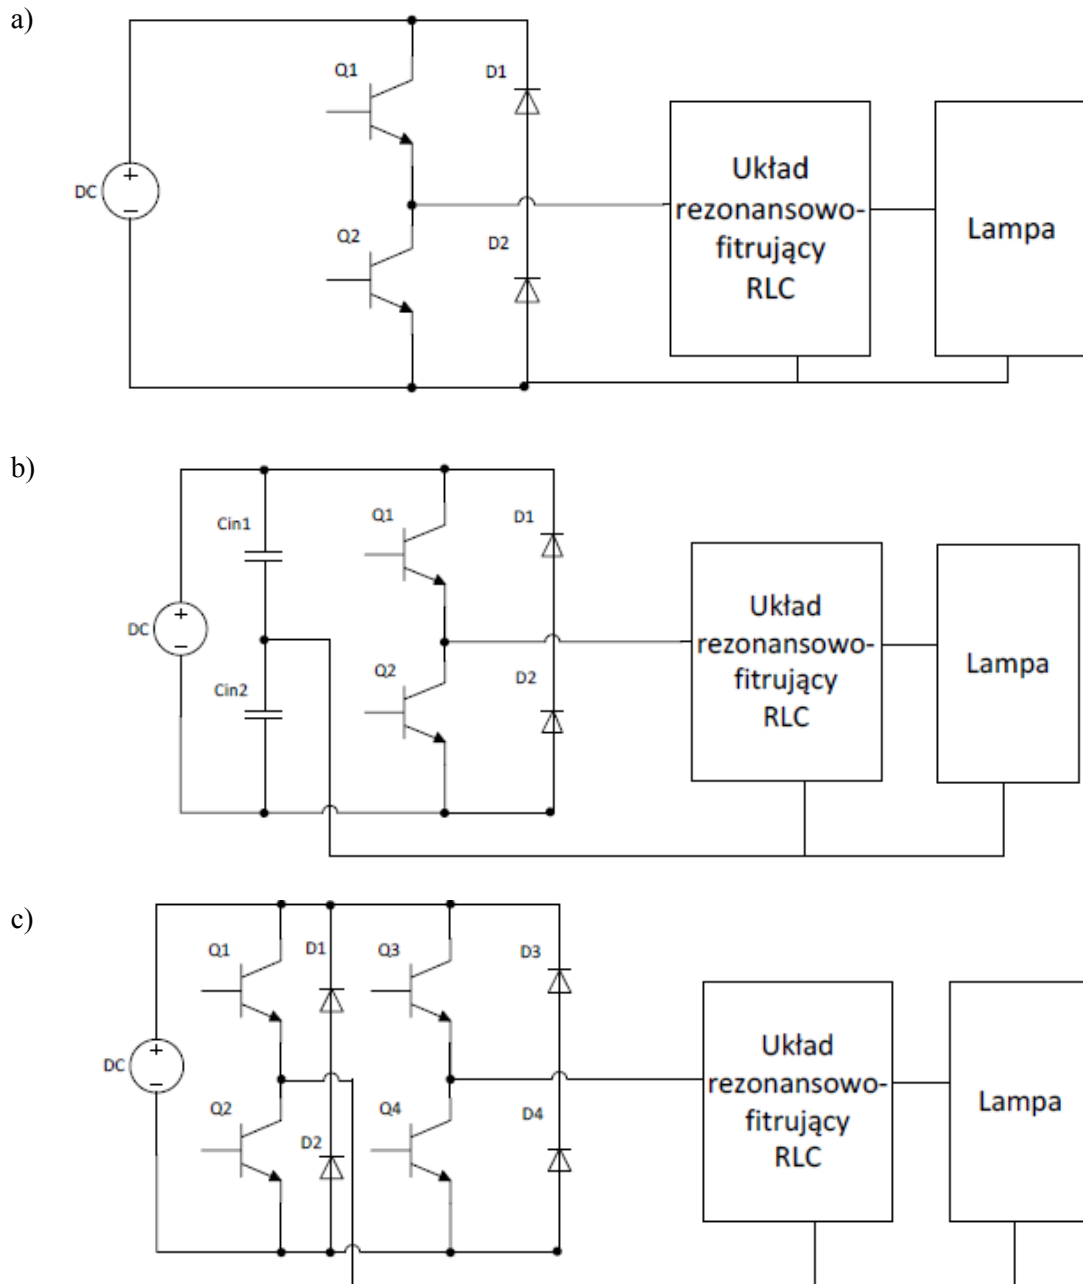 a)
Q1
D1
DC
Q2
D2
Układ
rezonansowo-
fitrujący
RLC
Lampa
b)
Cin1
Q1
D1
DC
Cin2
Q2
D2
Układ
rezonansowo-
fitrujący
RLC
Lampa
c)
Q1
D1
Q3
D3
DC
Q2
D2
Q4
D4
Układ
rezonansowo-
fitrujący
RLC
Lampa